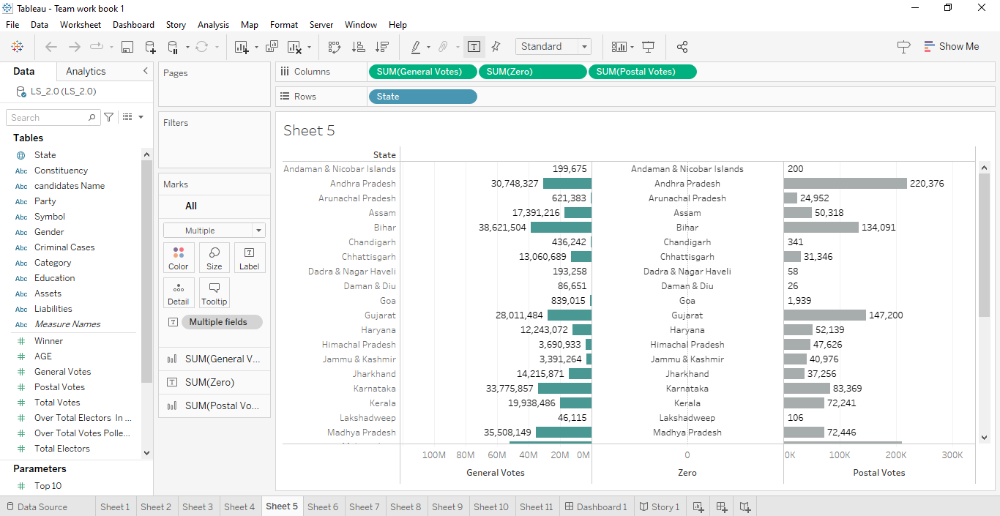 Tableau - Team work book 1
File Data Worksheet Dashboard Story Analysis Map Format Server Window Help
Standard
Show Me
Data Analytics
LS_2.0 (LS_2.0)
Search
Tables
State
Abc Constituency
Abc candidates Name
Abc Party
Abc Symbol
Abc Gender
Abc Criminal Cases
Abc Category
Abc Education
Abc Assets
Abc Liabilities
Abc Measure Names
# Winner
# AGE
# General Votes
# Postal Votes
# Total Votes
# Over Total Electors In ...
# Over Total Votes Polle...
# Total Electors
Parameters
# Top 10
Pages
Filters
Marks
All
Multiple
Color Size Label
Detail Tooltip
Multiple fields
SUM(General V...
SUM(Zero)
SUM(Postal Vo...
Columns SUM(General Votes) SUM(Zero) SUM(Postal Votes)
Rows State
Sheet 5
State
Andaman & Nicobar Islands 199,675 Andaman & Nicobar Islands 200
Andhra Pradesh 30,748,327 Andhra Pradesh 220,376
Arunachal Pradesh 621,383 Arunachal Pradesh 24,952
Assam 17,391,216 Assam 50,318
Bihar 38,621,504 Bihar 134,091
Chandigarh 436,242 Chandigarh 341
Chhattisgarh 13,060,689 Chhattisgarh 31,346
Dadra & Nagar Haveli 193,258 Dadra & Nagar Haveli 58
Daman & Diu 86,651 Daman & Diu 26
Goa 839,015 Goa 1,939
Gujarat 28,011,484 Gujarat 147,200
Haryana 12,243,072 Haryana 52,139
Himachal Pradesh 3,690,933 Himachal Pradesh 47,626
Jammu & Kashmir 3,391,264 Jammu & Kashmir 40,976
Jharkhand 14,215,871 Jharkhand 37,256
Karnataka 33,775,857 Karnataka 83,369
Kerala 19,938,486 Kerala 72,241
Lakshadweep 46,115 Lakshadweep 106
Madhya Pradesh 35,508,149 Madhya Pradesh 72,446
100M 80M 60M 40M 20M 0M 0 0K 100K 200K 300K
General Votes Zero Postal Votes
Data Source Sheet 1 Sheet 2 Sheet 3 Sheet 4 Sheet 5 Sheet 6 Sheet 7 Sheet 8 Sheet 9 Sheet 10 Sheet 11 Dashboard 1 Story 1